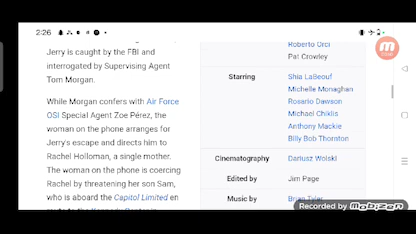 2:26
Jerry is caught by the FBI and
interrogated by Supervising Agent
Tom Morgan.
While Morgan confers with Air Force
OSI Special Agent Zoe Pérez, the
woman on the phone arranges for
Jerry's escape and directs him to
Rachel Holloman, a single mother.
The woman on the phone is coercing
Rachel by threatening her son Sam,
who is aboard the Capitol Limited en
Roberto Orci
Pat Crowley
Starring
Shia LaBeouf
Michelle Monaghan
Rosario Dawson
Michael Chiklis
Anthony Mackie
Billy Bob Thornton
Cinematography
Dariusz Wolski
Edited by
Jim Page
Music by
Brian Tyler
Recorded by Mobizen